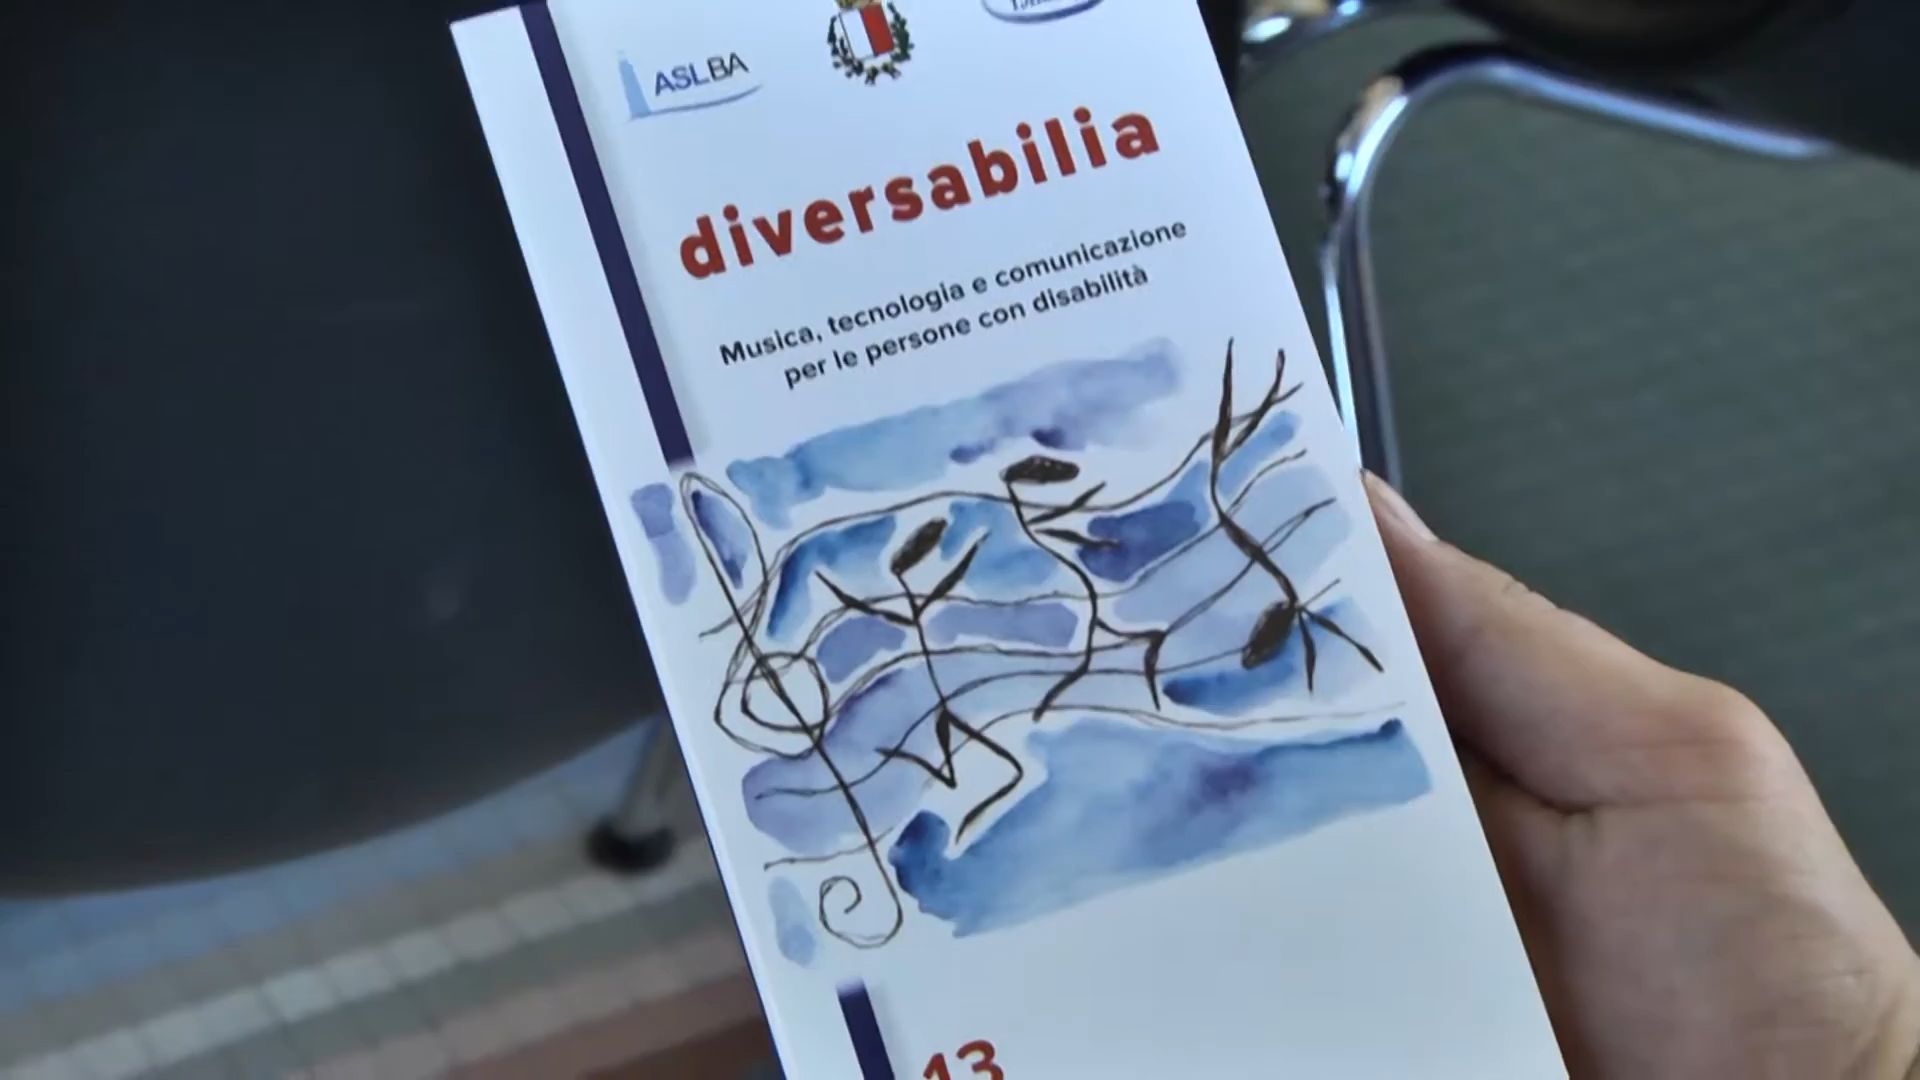 ASLBA
diversabilia
Musica, tecnologia e comunicazione
per le persone con disabilità
13